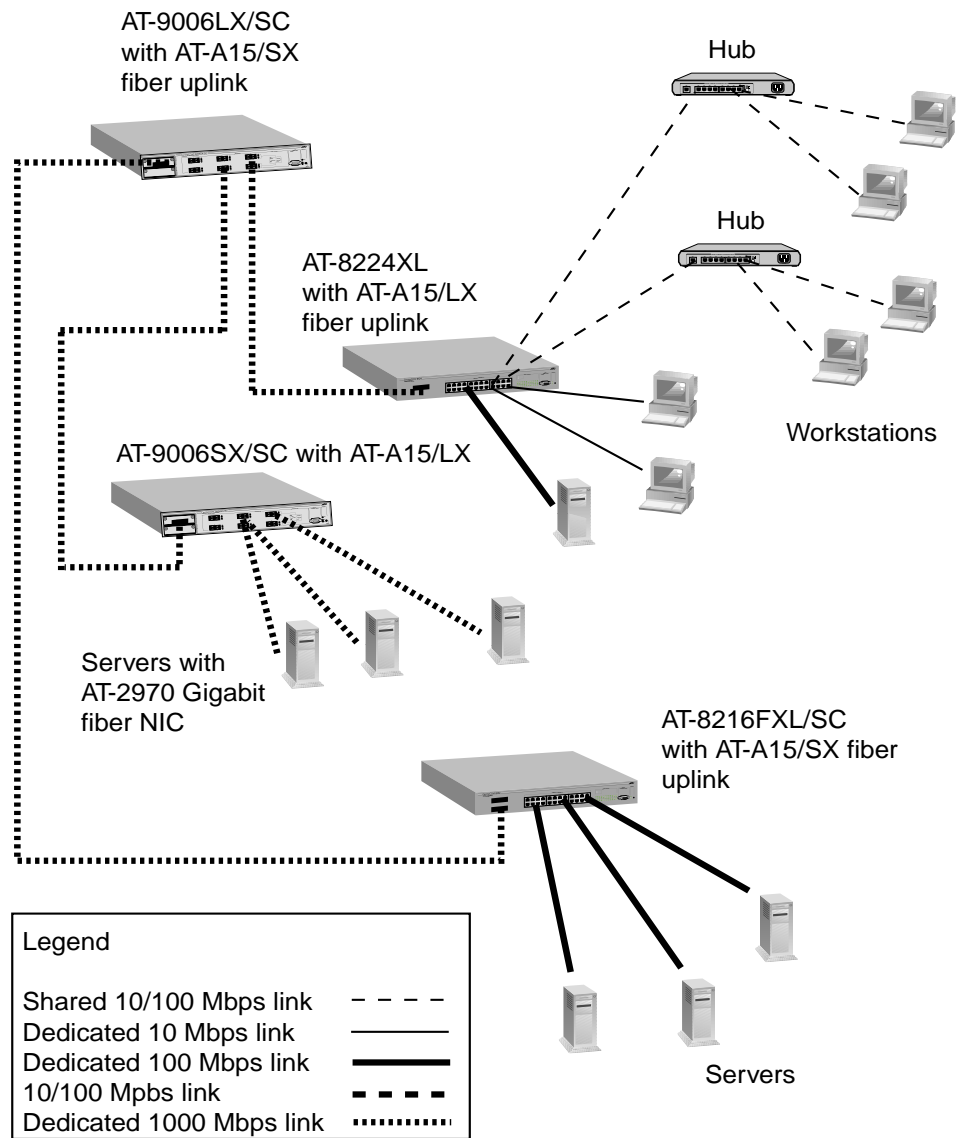 AT-9006LX/SC
with AT-A15/SX
fiber uplink
Hub
Hub
AT-8224XL
with AT-A15/LX
fiber uplink
Workstations
AT-9006SX/SC with AT-A15/LX
Servers with
AT-2970 Gigabit
fiber NIC
AT-8216FXL/SC
with AT-A15/SX fiber
uplink
Servers
Legend
Shared 10/100 Mbps link
Dedicated 10 Mbps link
Dedicated 100 Mbps link
10/100 Mpbs link
Dedicated 1000 Mbps link